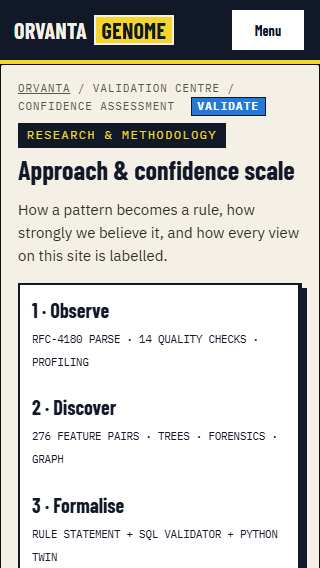 ORVANTA GENOME Menu
ORVANTA / VALIDATION CENTRE /
CONFIDENCE ASSESSMENT VALIDATE
RESEARCH & METHODOLOGY
Approach & confidence scale
How a pattern becomes a rule, how
strongly we believe it, and how every view
on this site is labelled.
1 · Observe
RFC-4180 PARSE · 14 QUALITY CHECKS ·
PROFILING
2 · Discover
276 FEATURE PAIRS · TREES · FORENSICS ·
GRAPH
3 · Formalise
RULE STATEMENT + SQL VALIDATOR + PYTHON
TWIN